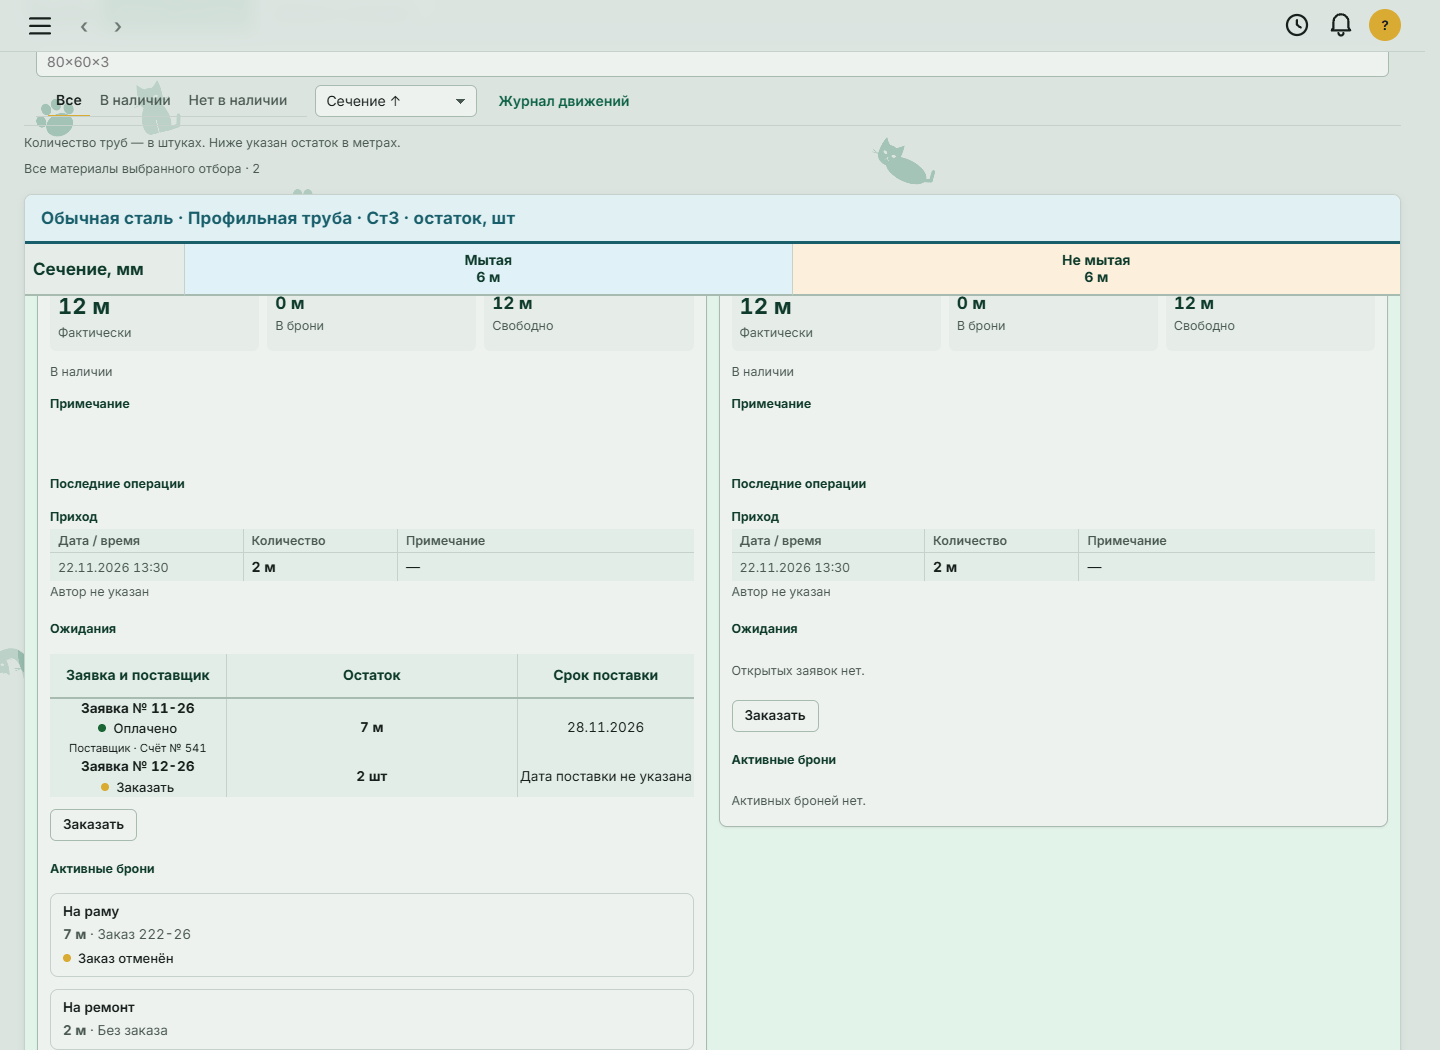 ?
80×60×3
Все В наличии Нет в наличии Сечение ↑ Журнал движений
Количество труб — в штуках. Ниже указан остаток в метрах.
Все материалы выбранного отбора · 2
Обычная сталь · Профильная труба · Ст3 · остаток, шт
Сечение, мм
Мытая
6 м
Не мытая
6 м
12 м
Фактически
0 м
В брони
12 м
Свободно
В наличии
Примечание
Последние операции
Приход
Дата / время Количество Примечание
22.11.2026 13:30 2 м —
Автор не указан
Ожидания
Заявка и поставщик Остаток Срок поставки
Заявка № 11-26
Оплачено
Поставщик · Счёт № 541
7 м
28.11.2026
Заявка № 12-26
Заказать
2 шт
Дата поставки не указана
Заказать
Активные брони
На раму
7 м · Заказ 222-26
Заказ отменён
На ремонт
2 м · Без заказа
12 м
Фактически
0 м
В брони
12 м
Свободно
В наличии
Примечание
Последние операции
Приход
Дата / время Количество Примечание
22.11.2026 13:30 2 м —
Автор не указан
Ожидания
Открытых заявок нет.
Заказать
Активные брони
Активных броней нет.